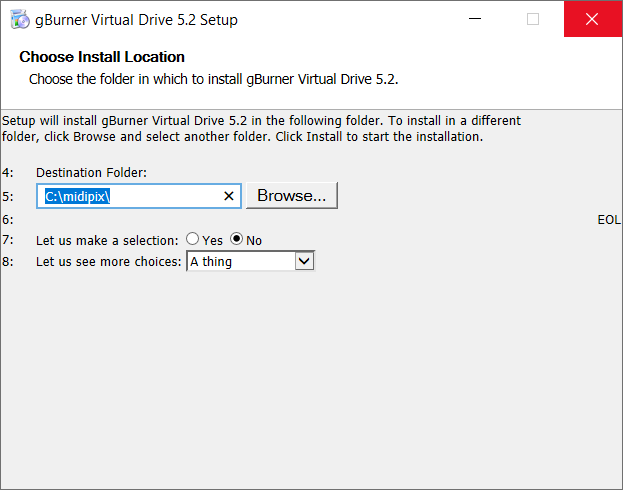 gBurner Virtual Drive 5.2 Setup
Choose Install Location
Choose the folder in which to install gBurner Virtual Drive 5.2.
Setup will install gBurner Virtual Drive 5.2 in the following folder. To install in a different
folder, click Browse and select another folder. Click Install to start the installation.
4: Destination Folder:
5: C:\midipix\ Browse...
6: EOL
7: Let us make a selection: Yes No
8: Let us see more choices: A thing